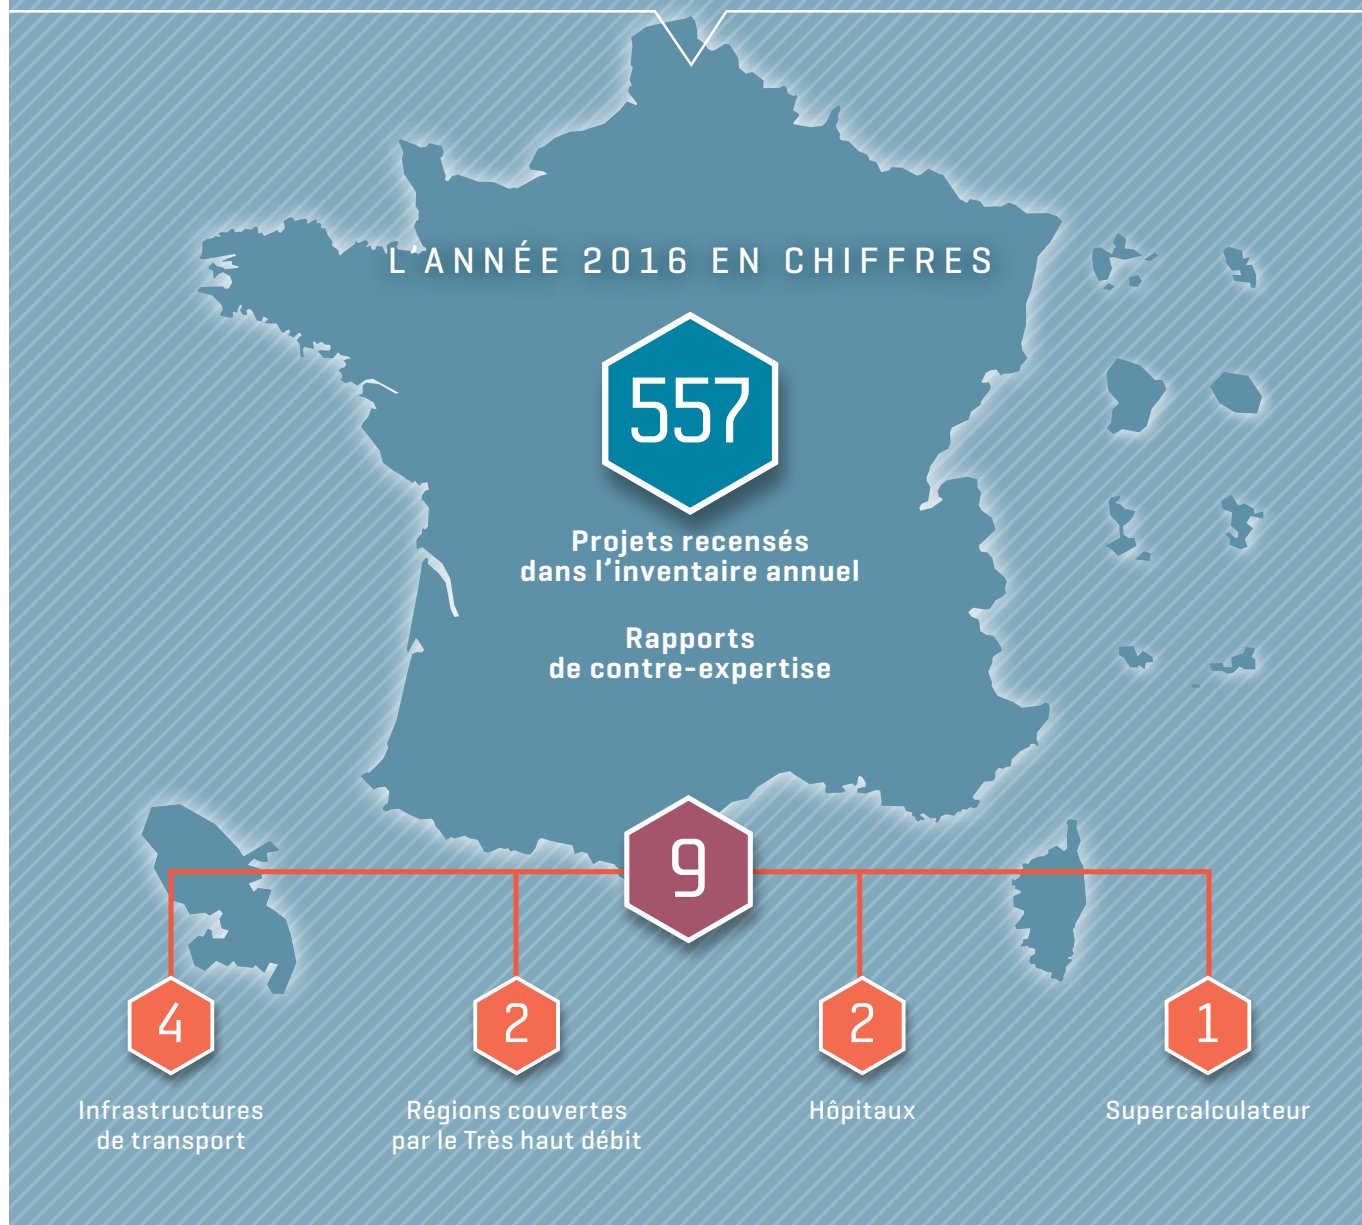 L'ANNÉE 2016 EN CHIFFRES
557
Projets recensés
dans l'inventaire annuel
Rapports
de contre-expertise
9
4
Infrastructures
de transport
2
Régions couvertes
par le Très haut débit
2
Hôpitaux
1
Supercalculateur